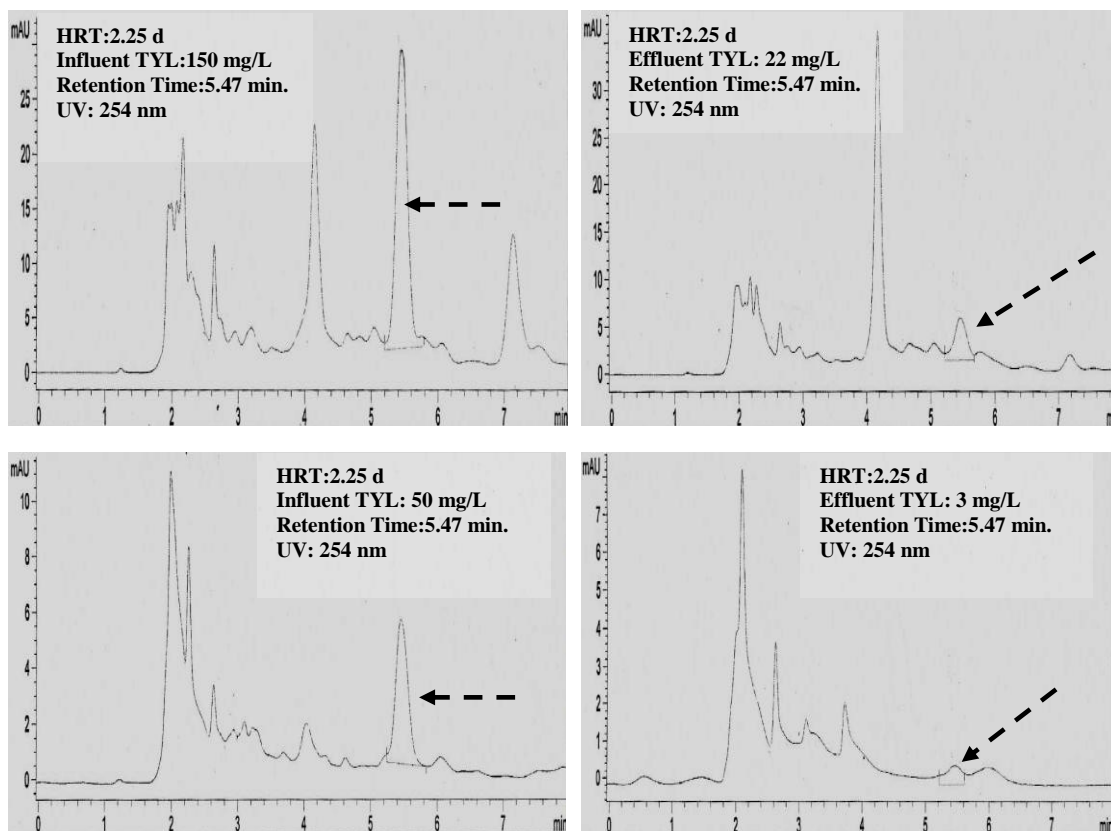 mAU
HRT:2.25 d
Influent TYL:150 mg/L
Retention Time:5.47 min.
UV: 254 nm
25
20
15
10
5
0
0 1 2 3 4 5 6 7
mAU
HRT:2.25 d
Effluent TYL: 22 mg/L
Retention Time:5.47 min.
UV: 254 nm
35
30
25
20
15
10
5
0
0 1 2 3 4 5 6 7
mAU
HRT:2.25 d
Influent TYL: 50 mg/L
Retention Time:5.47 min.
UV: 254 nm
10
8
6
4
2
0
0 1 2 3 4 5 6 7 min
mAU
HRT:2.25 d
Effluent TYL: 3 mg/L
Retention Time:5.47 min.
UV: 254 nm
7
6
5
4
3
2
1
0
0 1 2 3 4 5 6 7 min